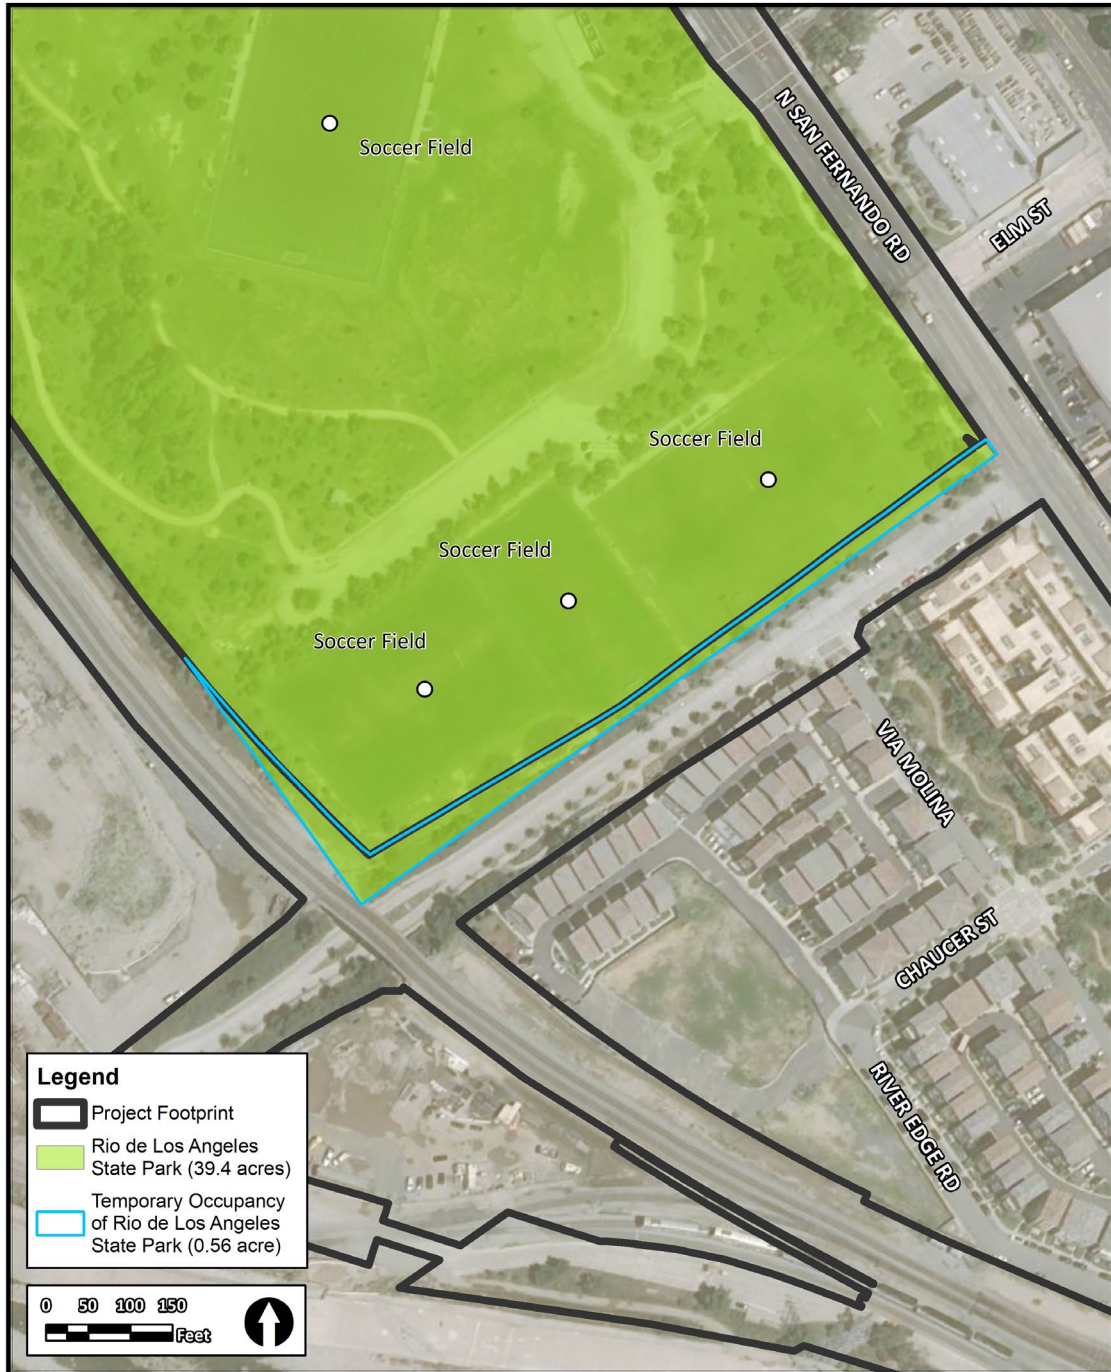 Soccer Field
N SAN FERNANDO RD
ELM ST
Soccer Field
Soccer Field
Soccer Field
VIA MOLINA
CHAUCER ST
RIVER EDGE RD
Legend
Project Footprint
Rio de Los Angeles
State Park (39.4 acres)
Temporary Occupancy
of Rio de Los Angeles
State Park (0.56 acre)
0 50 100 150
Feet